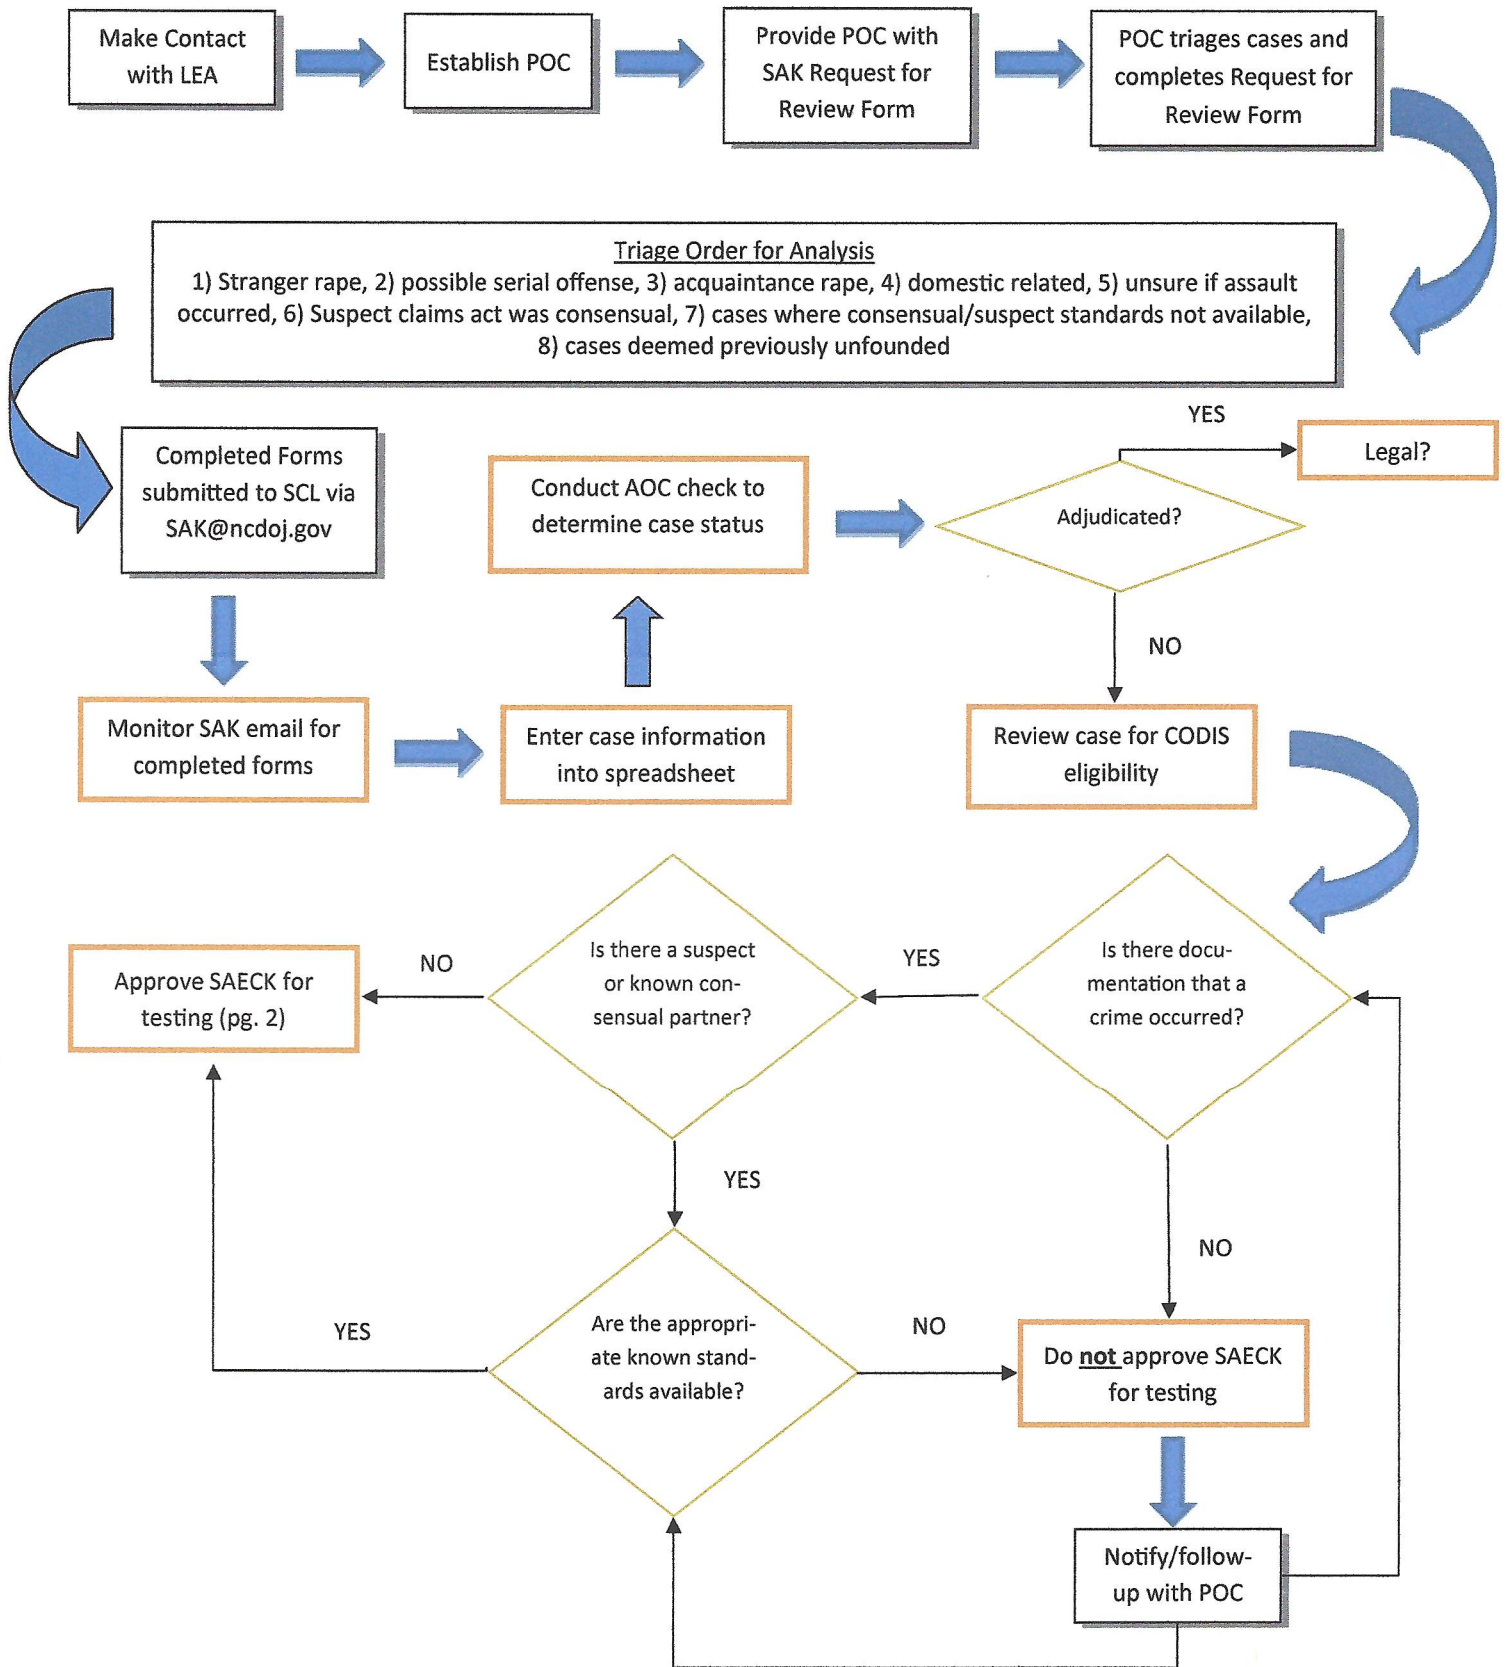 Make Contact
with LEA
Establish POC
Provide POC with
SAK Request for
Review Form
POC triages cases and
completes Request for
Review Form
Triage Order for Analysis
1) Stranger rape, 2) possible serial offense, 3) acquaintance rape, 4) domestic related, 5) unsure if assault
occurred, 6) Suspect claims act was consensual, 7) cases where consensual/suspect standards not available,
8) cases deemed previously unfounded
Completed Forms
submitted to SCL via
SAK@ncdoj.gov
Conduct AOC check to
determine case status
Adjudicated?
YES
Legal?
NO
Monitor SAK email for
completed forms
Enter case information
into spreadsheet
Review case for CODIS
eligibility
Approve SAECK for
testing (pg. 2)
NO
Is there a suspect
or known con-
sensual partner?
YES
Is there docu-
mentation that a
crime occurred?
YES
NO
YES
Are the appropri-
ate known stand-
ards available?
NO
Do not approve SAECK
for testing
Notify/follow-
up with POC